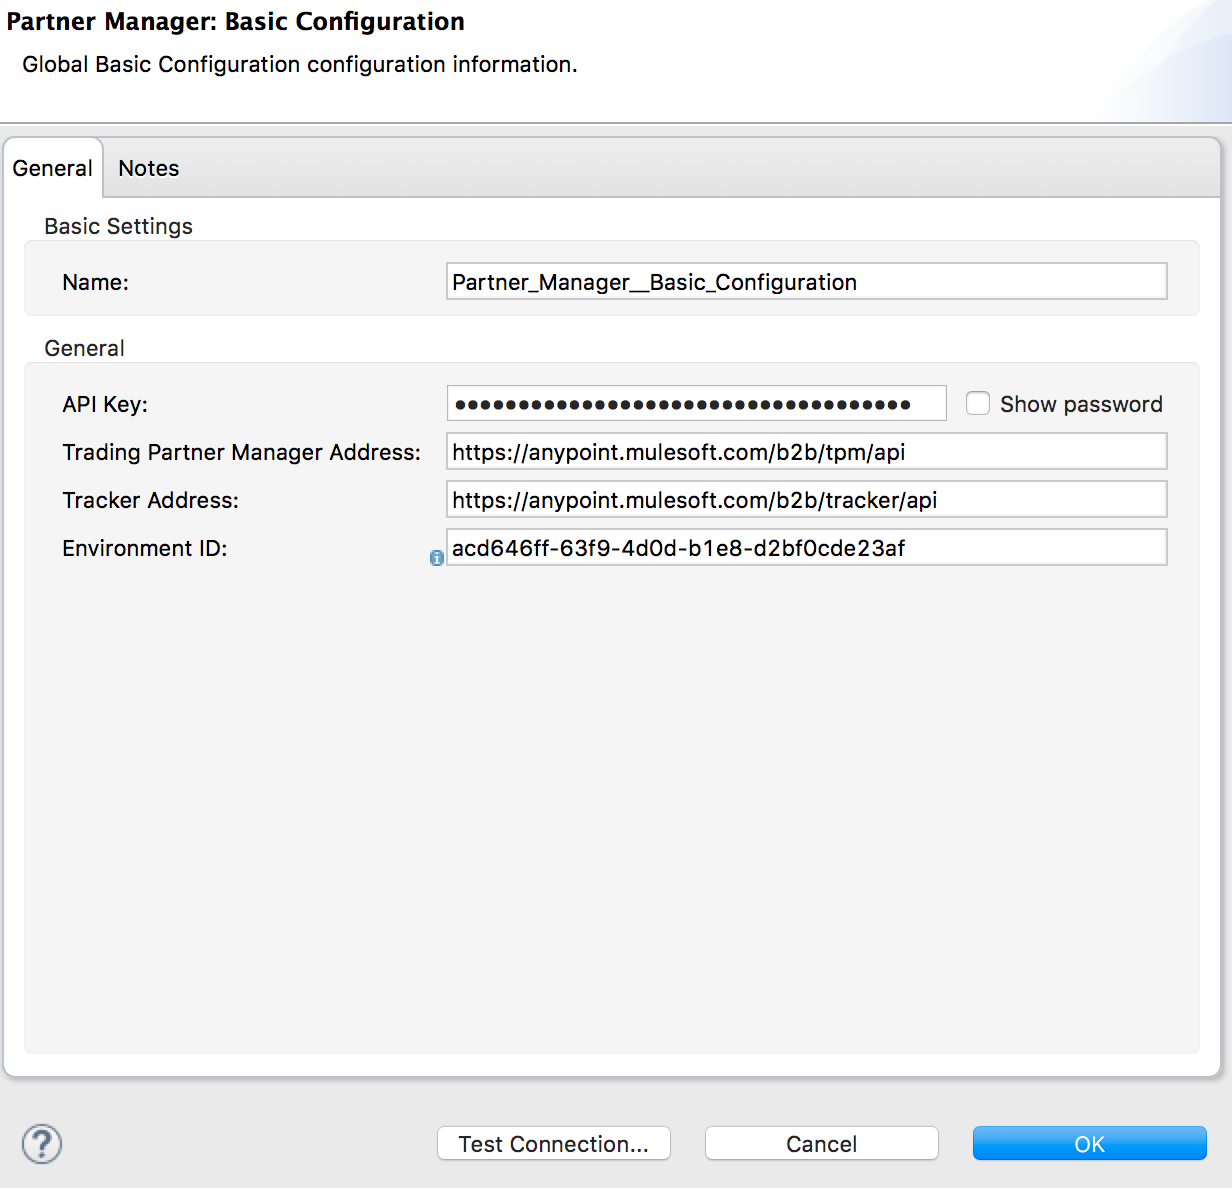 Partner Manager: Basic Configuration
Global Basic Configuration configuration information.
General Notes
Basic Settings
Name: Partner_Manager__Basic_Configuration
General
API Key: ●●●●●●●●●●●●●●●●●●●●●●●●●●●●●●●●●●●● Show password
Trading Partner Manager Address: https://anypoint.mulesoft.com/b2b/tpm/api
Tracker Address: https://anypoint.mulesoft.com/b2b/tracker/api
Environment ID: acd646ff-63f9-4d0d-b1e8-d2bf0cde23af
? Test Connection... Cancel OK